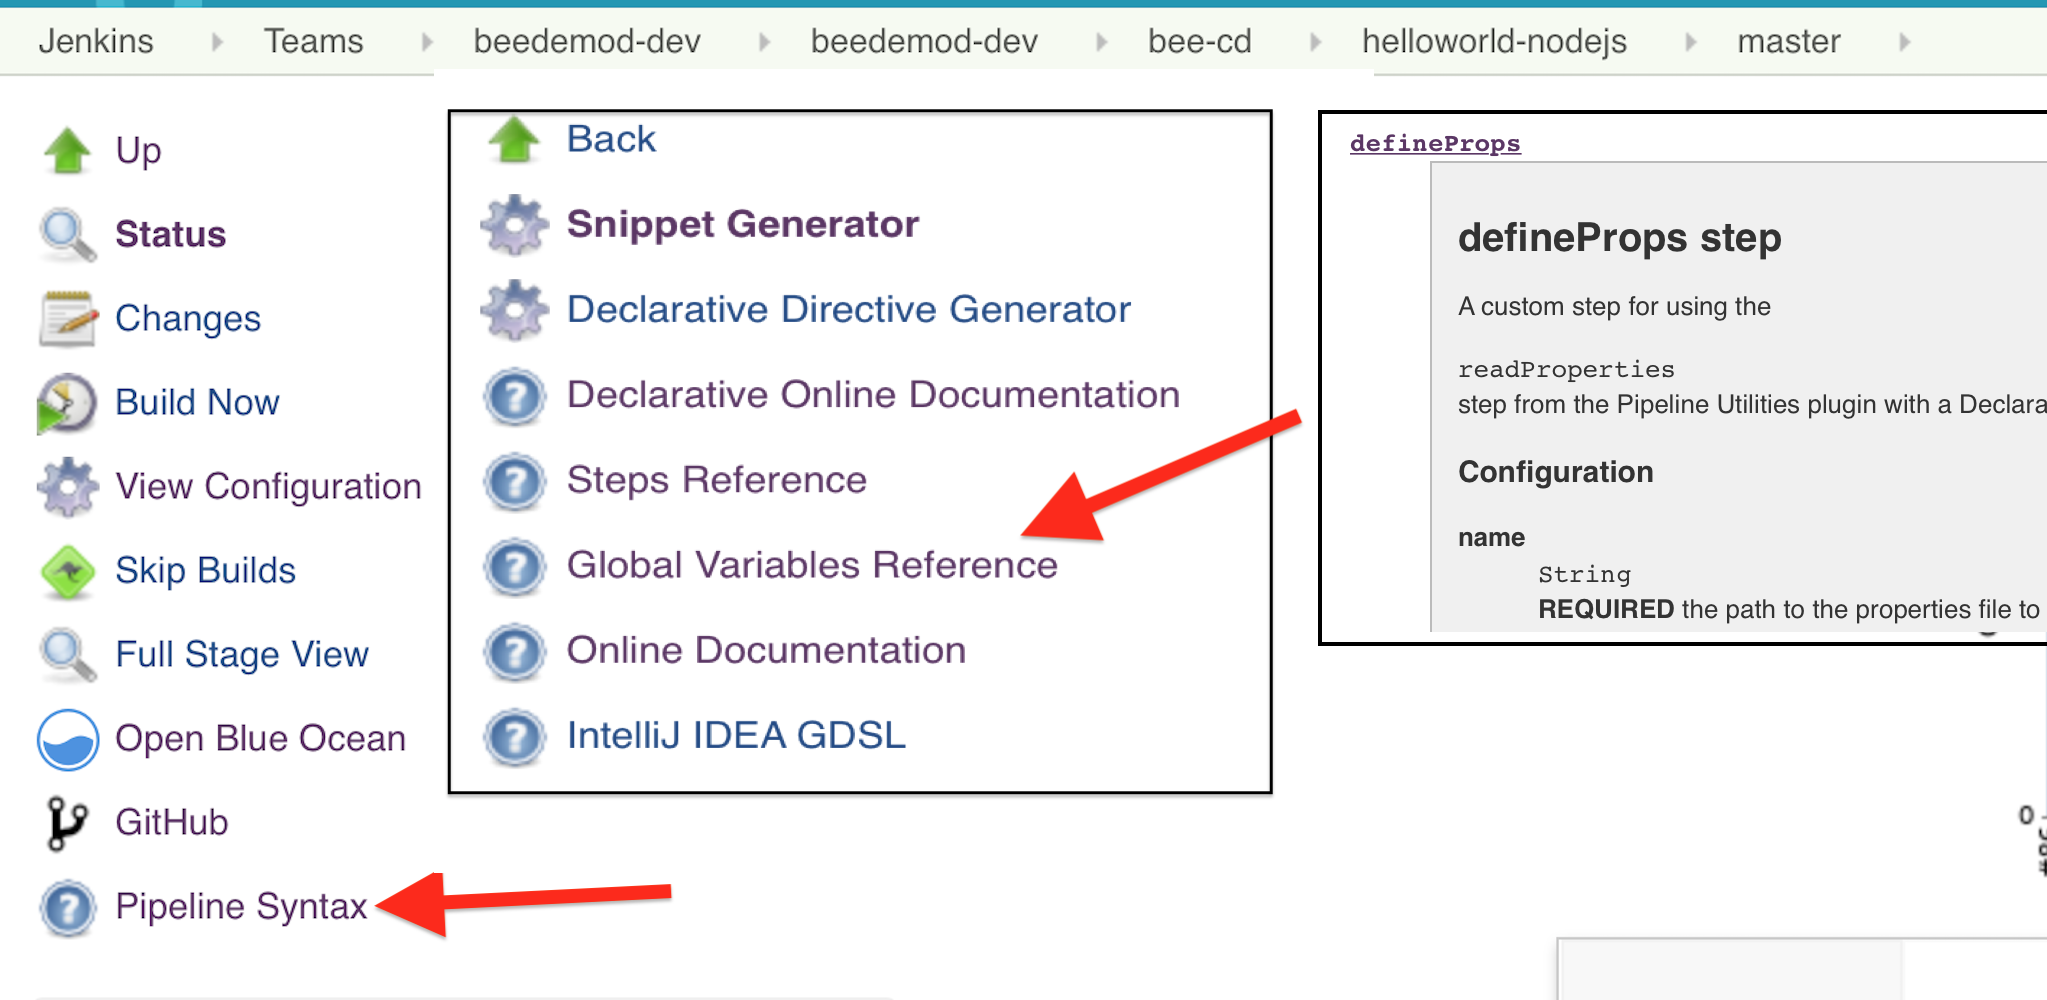 Jenkins Teams beedemod-dev beedemod-dev bee-cd helloworld-nodejs master
Up
Status
Changes
Build Now
View Configuration
Skip Builds
Full Stage View
Open Blue Ocean
GitHub
Pipeline Syntax
Back
Snippet Generator
Declarative Directive Generator
Declarative Online Documentation
Steps Reference
Global Variables Reference
Online Documentation
IntelliJ IDEA GDSL
defineProps
defineProps step
A custom step for using the
readProperties
step from the Pipeline Utilities plugin with a
Configuration
name
String
REQUIRED the path to the properties file to
0